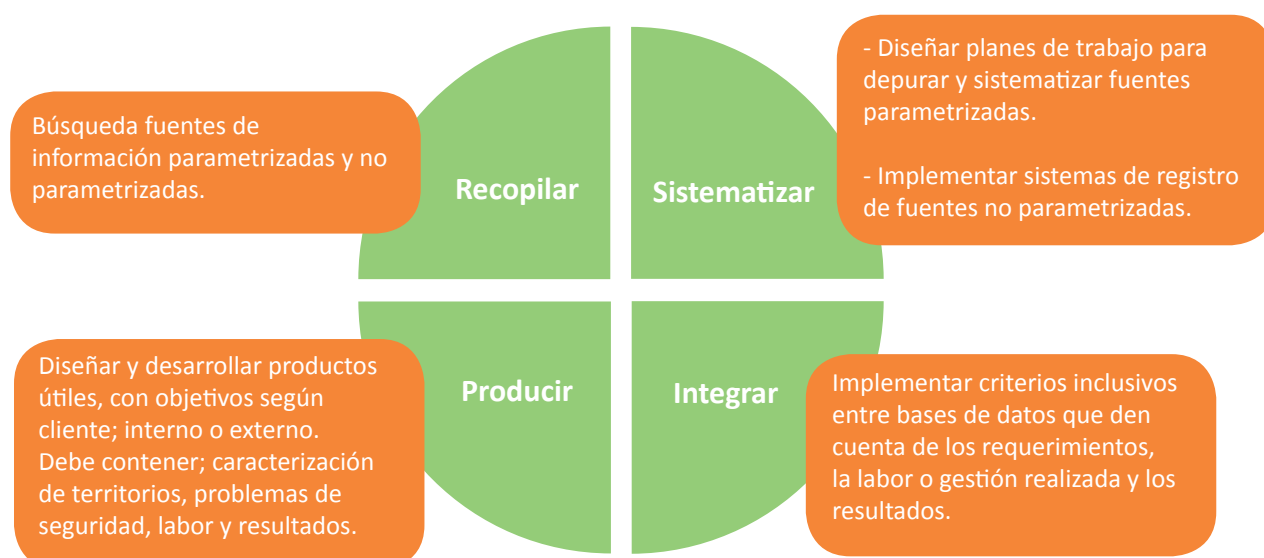 Búsqueda fuentes de
información parametrizadas y no
parametrizadas.
Recopilar
Sistematizar
- Diseñar planes de trabajo para
depurar y sistematizar fuentes
parametrizadas.
- Implementar sistemas de registro
de fuentes no parametrizadas.
Diseñar y desarrollar productos
útiles, con objetivos según
cliente; interno o externo.
Debe contener; caracterización
de territorios, problemas de
seguridad, labor y resultados.
Producir
Integrar
Implementar criterios inclusivos
entre bases de datos que den
cuenta de los requerimientos,
la labor o gestión realizada y los
resultados.